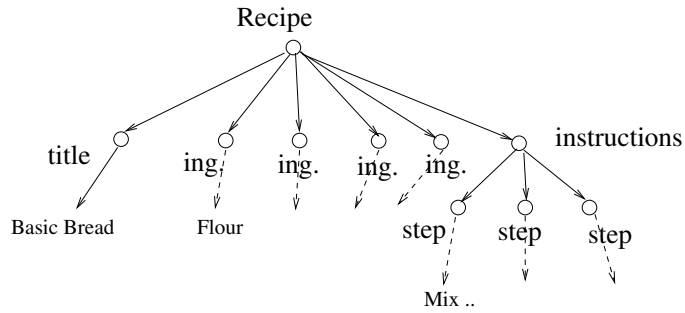 Recipe
title
ing.
ing.
ing.
ing.
instructions
Basic Bread
Flour
step
step
step
Mix ..